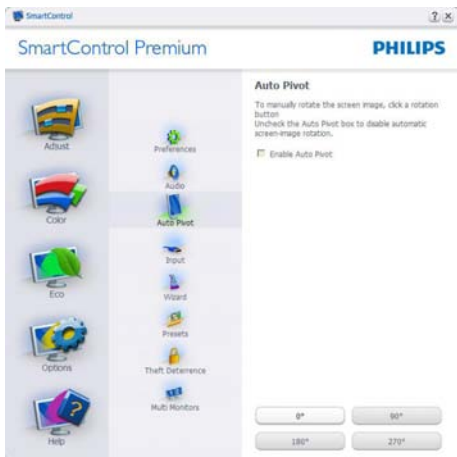 SmartControl
SmartControl Premium
PHILIPS
Adjust
Color
Eco
Options
Help
Preferences
Audio
Auto Pivot
Input
Wizard
Presets
Theft Deterrence
Multi Monitors
Auto Pivot
To manually rotate the screen image, click a rotation
button
Uncheck the Auto Pivot box to disable automatic
screen-image rotation.
Enable Auto Pivot
0°
90°
180°
270°